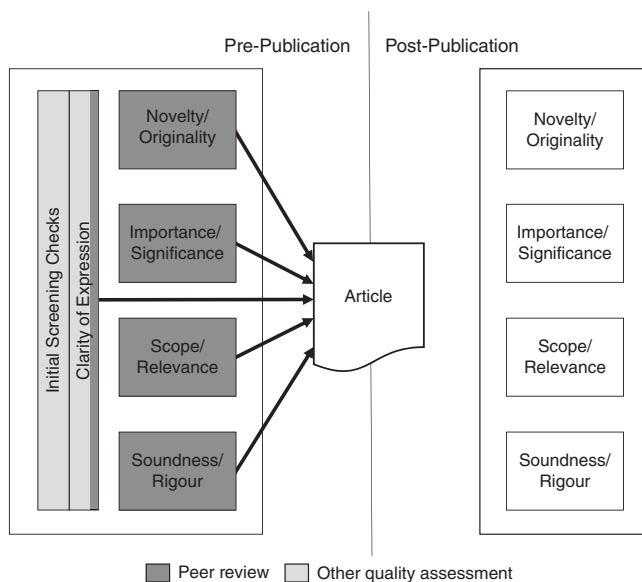 Pre-Publication
Post-Publication
Initial Screening Checks
Clarity of Expression
Novelty/
Originality
Importance/
Significance
Scope/
Relevance
Soundness/
Rigour
Article
Novelty/
Originality
Importance/
Significance
Scope/
Relevance
Soundness/
Rigour
Peer review
Other quality assessment